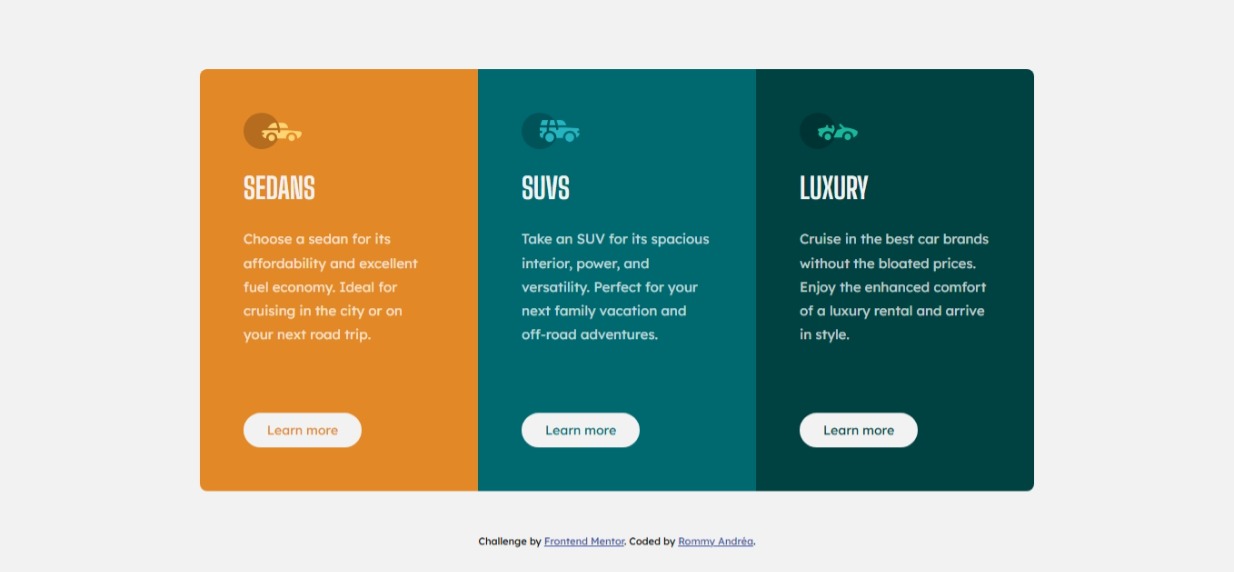 SEDANS
Choose a sedan for its
affordability and excellent
fuel economy. Ideal for
cruising in the city or on
your next road trip.
Learn more
SUVS
Take an SUV for its spacious
interior, power, and
versatility. Perfect for your
next family vacation and
off-road adventures.
Learn more
LUXURY
Cruise in the best car brands
without the bloated prices.
Enjoy the enhanced comfort
of a luxury rental and arrive
in style.
Learn more
Challenge by Frontend Mentor. Coded by Rommy Andréa.